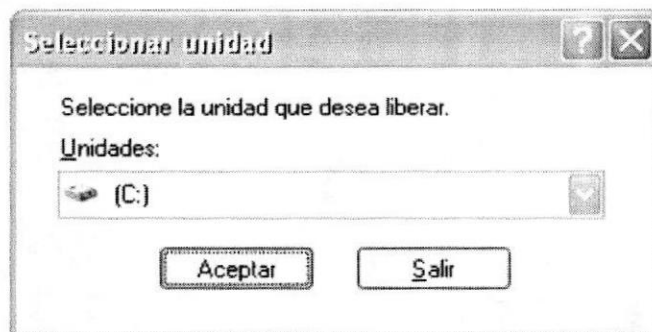 Seleccionar unidad
Seleccione la unidad que desea liberar.
Unidades:
(C:)
Aceptar Salir